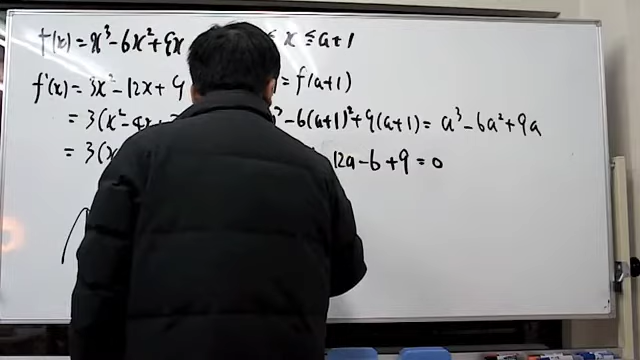 f(x)=x³-6x²+9x ≦ x ≦ a+1
f'(x)=3x²-12x+9 = f(a+1)
=3(x²-4x+ ³-6(a+1)²+9(a+1)=a³-6a²+9a
=3(x 12a-6+9=0